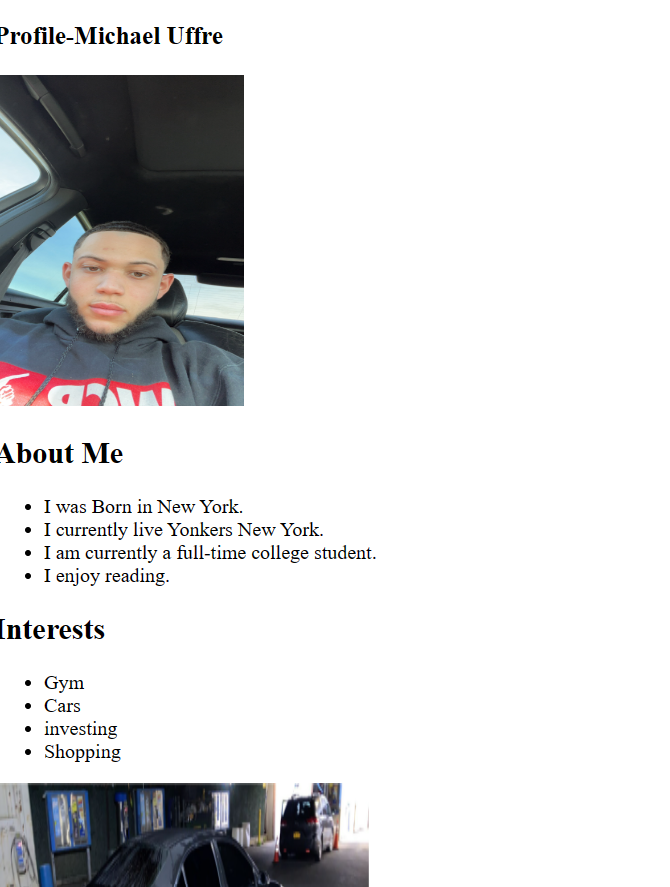 Profile-Michael Uffre
About Me
I was Born in New York.
I currently live Yonkers New York.
I am currently a full-time college student.
I enjoy reading.
Interests
Gym
Cars
investing
Shopping